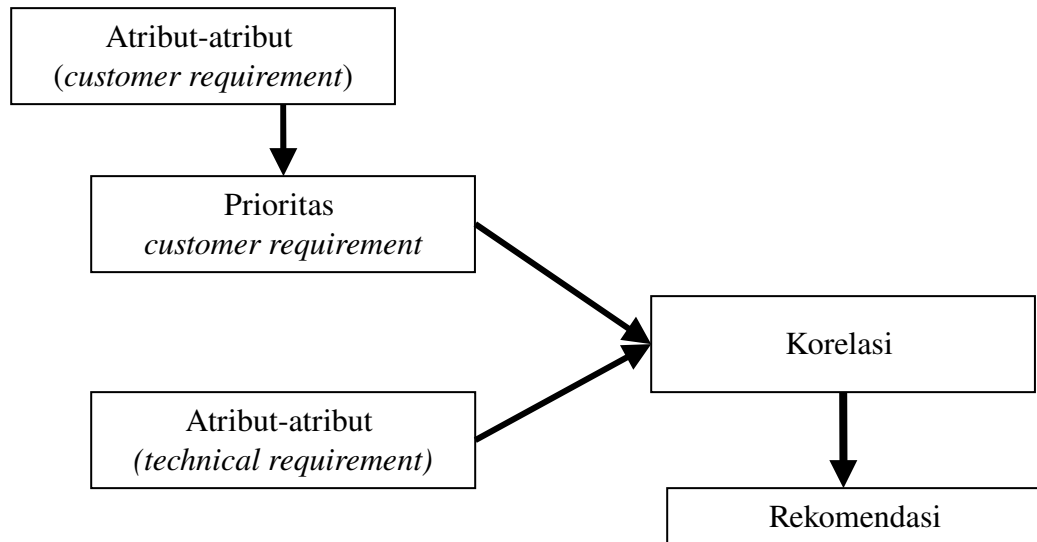 Atribut-atribut
(customer requirement)
Prioritas
customer requirement
Korelasi
Atribut-atribut
(technical requirement)
Rekomendasi